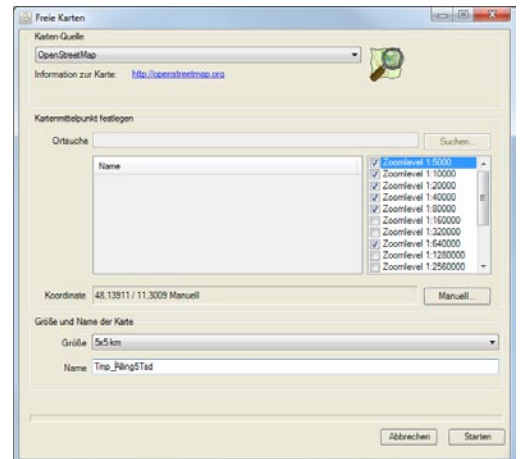 Freie Karten
Karten-Quelle
OpenStreetMap
Information zur Karte: http://openstreetmap.org
Kartenmittelpunkt festlegen
Ortsuche
Suchen...
Name
Zoomlevel 1:5000
Zoomlevel 1:10000
Zoomlevel 1:20000
Zoomlevel 1:40000
Zoomlevel 1:80000
Zoomlevel 1:160000
Zoomlevel 1:320000
Zoomlevel 1:640000
Zoomlevel 1:1280000
Zoomlevel 1:2560000
Koordinate 48,13911 / 11,3009 Manuell
Manuell...
Größe und Name der Karte
Größe 5x5 km
Name
Abbrechen
Starten